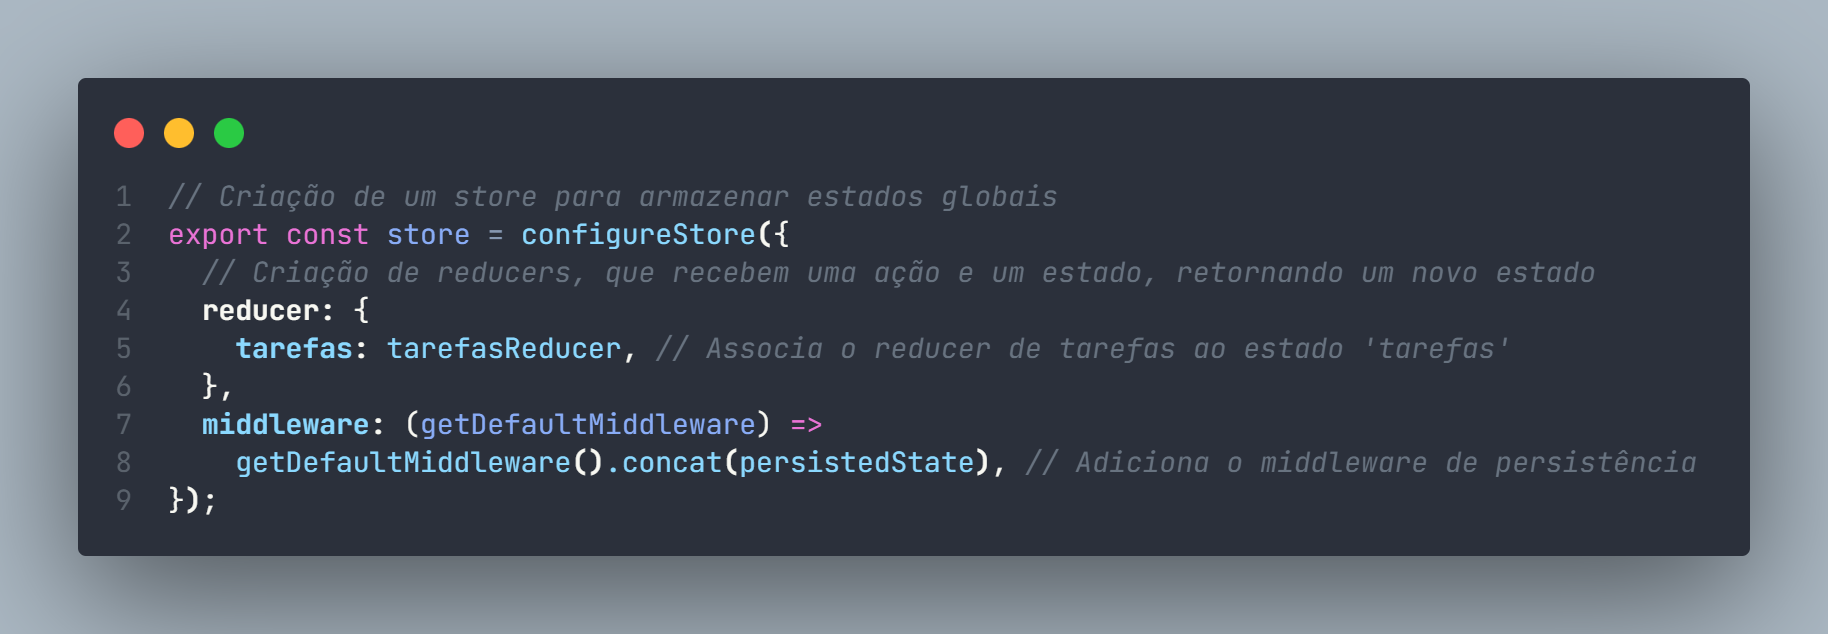 1 // Criação de um store para armazenar estados globais
2 export const store = configureStore({
3 // Criação de reducers, que recebem uma ação e um estado, retornando um novo estado
4 reducer: {
5 tarefas: tarefasReducer, // Associa o reducer de tarefas ao estado 'tarefas'
6 },
7 middleware: (getDefaultMiddleware) =>
8 getDefaultMiddleware().concat(persistedState), // Adiciona o middleware de persistência
9 });